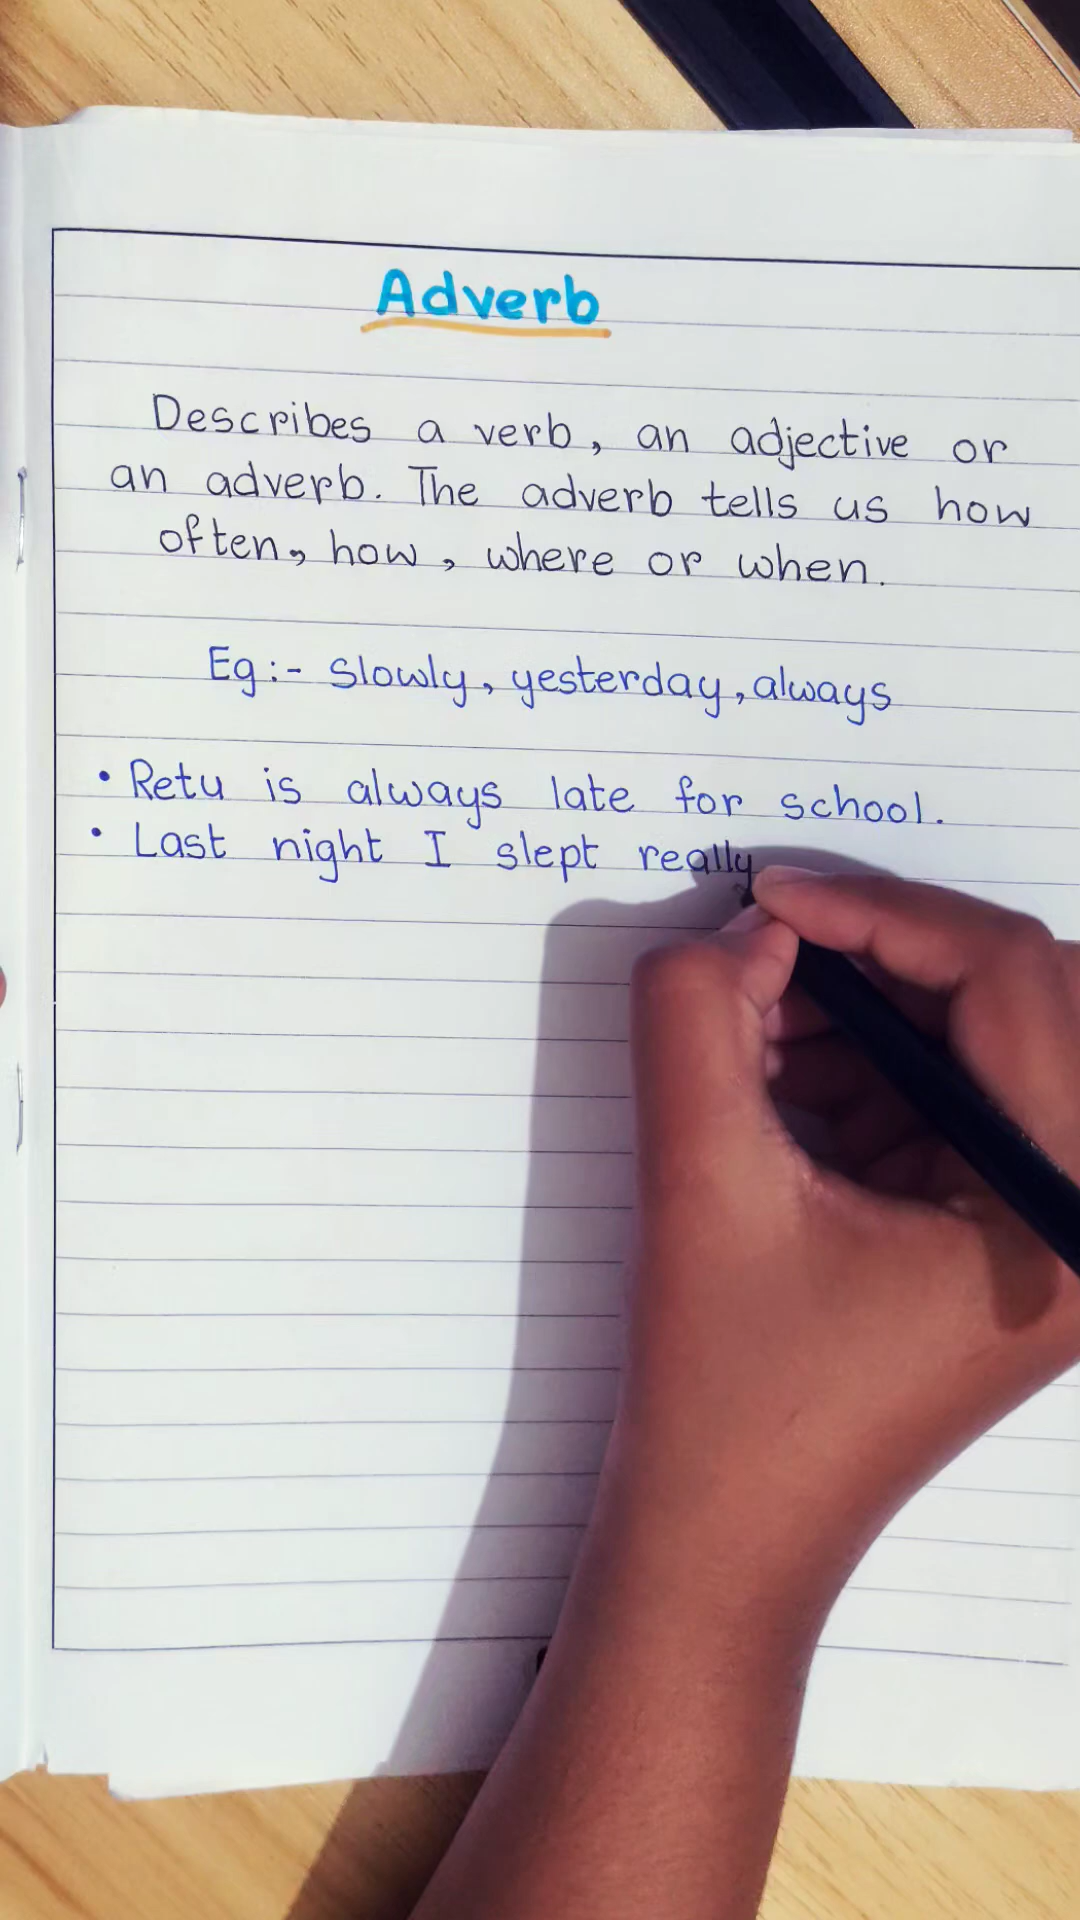 Adverb
Describes a verb, an adjective or
an adverb. The adverb tells us how
often, how, where or when.
Eg:- slowly, yesterday, always
• Retu is always late for school.
• Last night I slept really